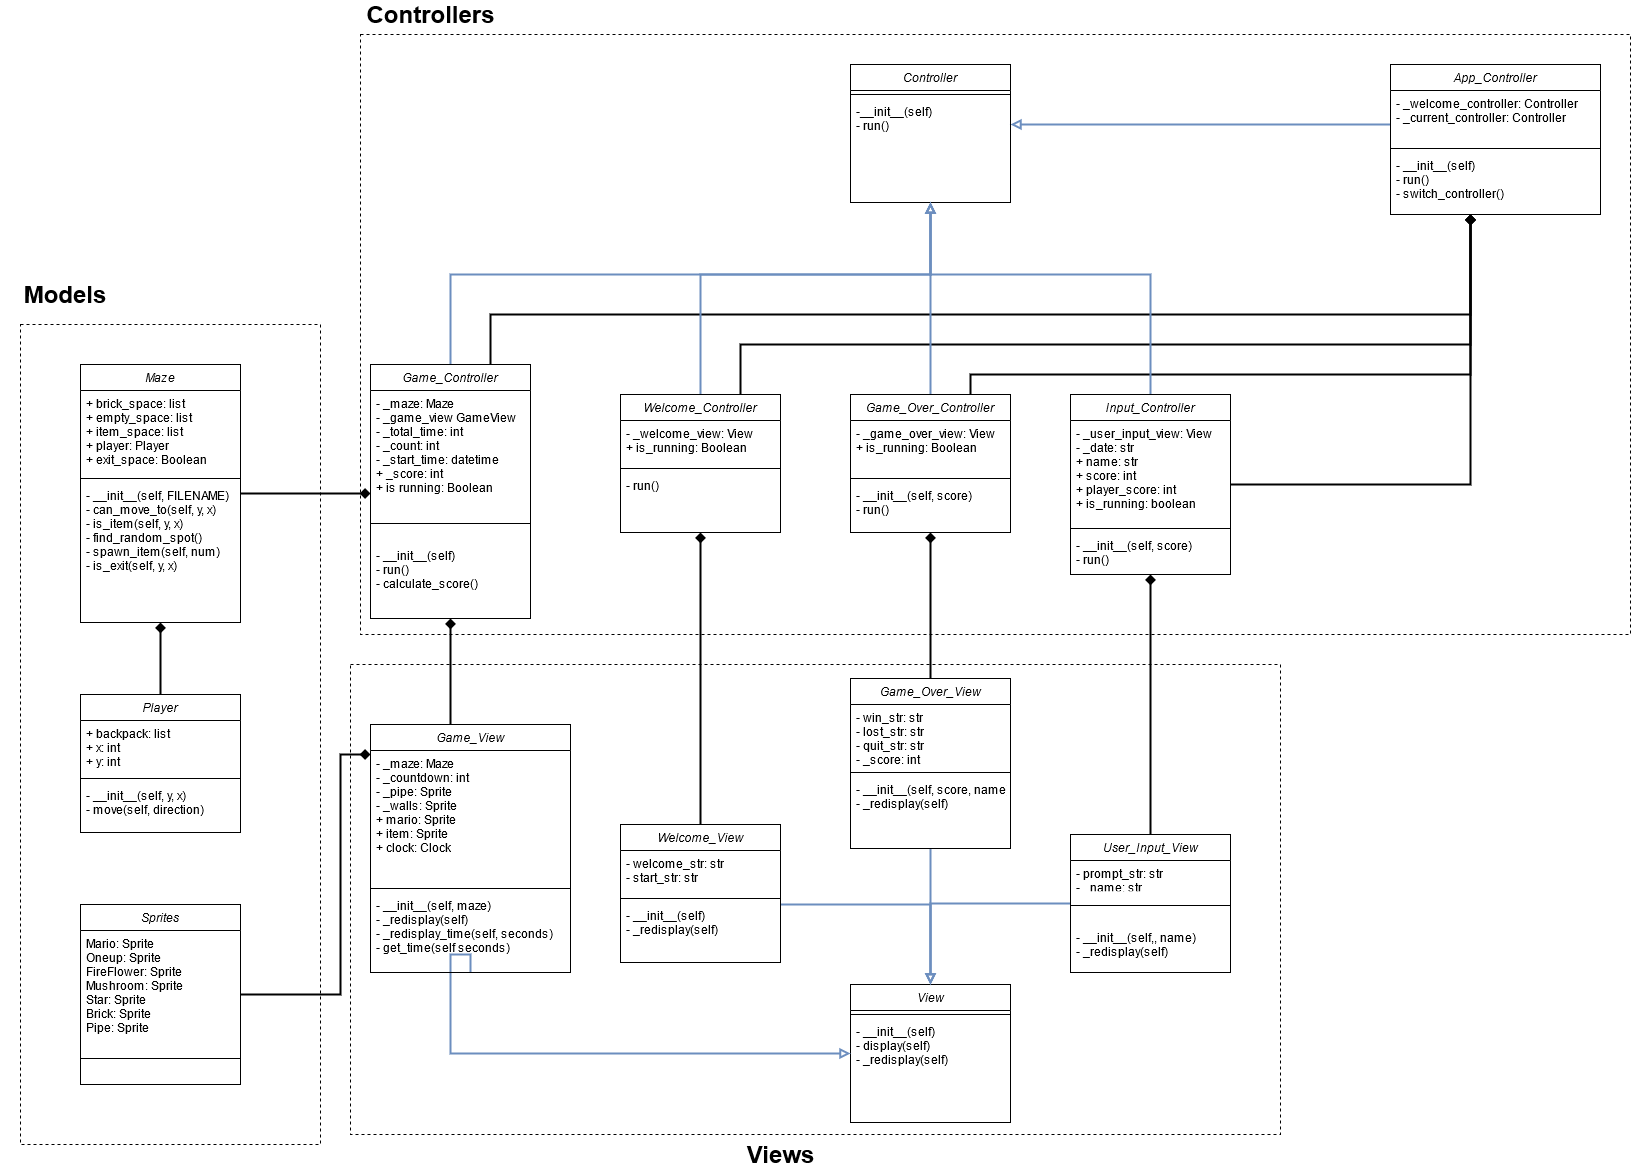 Controllers
Controller
-__init__(self)
- run()
App_Controller
- _welcome_controller: Controller
- _current_controller: Controller
- __init__(self)
- run()
- switch_controller()
Models
Maze
+ brick_space: list
+ empty_space: list
+ item_space: list
+ player: Player
+ exit_space: Boolean
- __init__(self, FILENAME)
- can_move_to(self, y, x)
- is_item(self, y, x)
- find_random_spot()
- spawn_item(self, num)
- is_exit(self, y, x)
Game_Controller
- _maze: Maze
- _game_view GameView
- _total_time: int
- _count: int
- _start_time: datetime
+ _score: int
+ is running: Boolean
- __init__(self)
- run()
- calculate_score()
Welcome_Controller
- _welcome_view: View
+ is_running: Boolean
- run()
Game_Over_Controller
- _game_over_view: View
+ is_running: Boolean
- __init__(self, score)
- run()
Input_Controller
- _user_input_view: View
- _date: str
+ name: str
+ score: int
+ player_score: int
+ is_running: boolean
- __init__(self, score)
- run()
Player
+ backpack: list
+ x: int
+ y: int
- __init__(self, y, x)
- move(self, direction)
Sprites
Mario: Sprite
Oneup: Sprite
FireFlower: Sprite
Mushroom: Sprite
Star: Sprite
Brick: Sprite
Pipe: Sprite
Game_View
- _maze: Maze
- _countdown: int
- _pipe: Sprite
- _walls: Sprite
+ mario: Sprite
+ item: Sprite
+ clock: Clock
- __init__(self, maze)
- _redisplay(self)
- _redisplay_time(self, seconds)
- get_time(self seconds)
Welcome_View
- welcome_str: str
- start_str: str
- __init__(self)
- _redisplay(self)
Game_Over_View
- win_str: str
- lost_str: str
- quit_str: str
- _score: int
- __init__(self, score, name
- _redisplay(self)
User_Input_View
- prompt_str: str
- _name: str
- __init__(self,, name)
- _redisplay(self)
View
- __init__(self)
- display(self)
- _redisplay(self)
Views